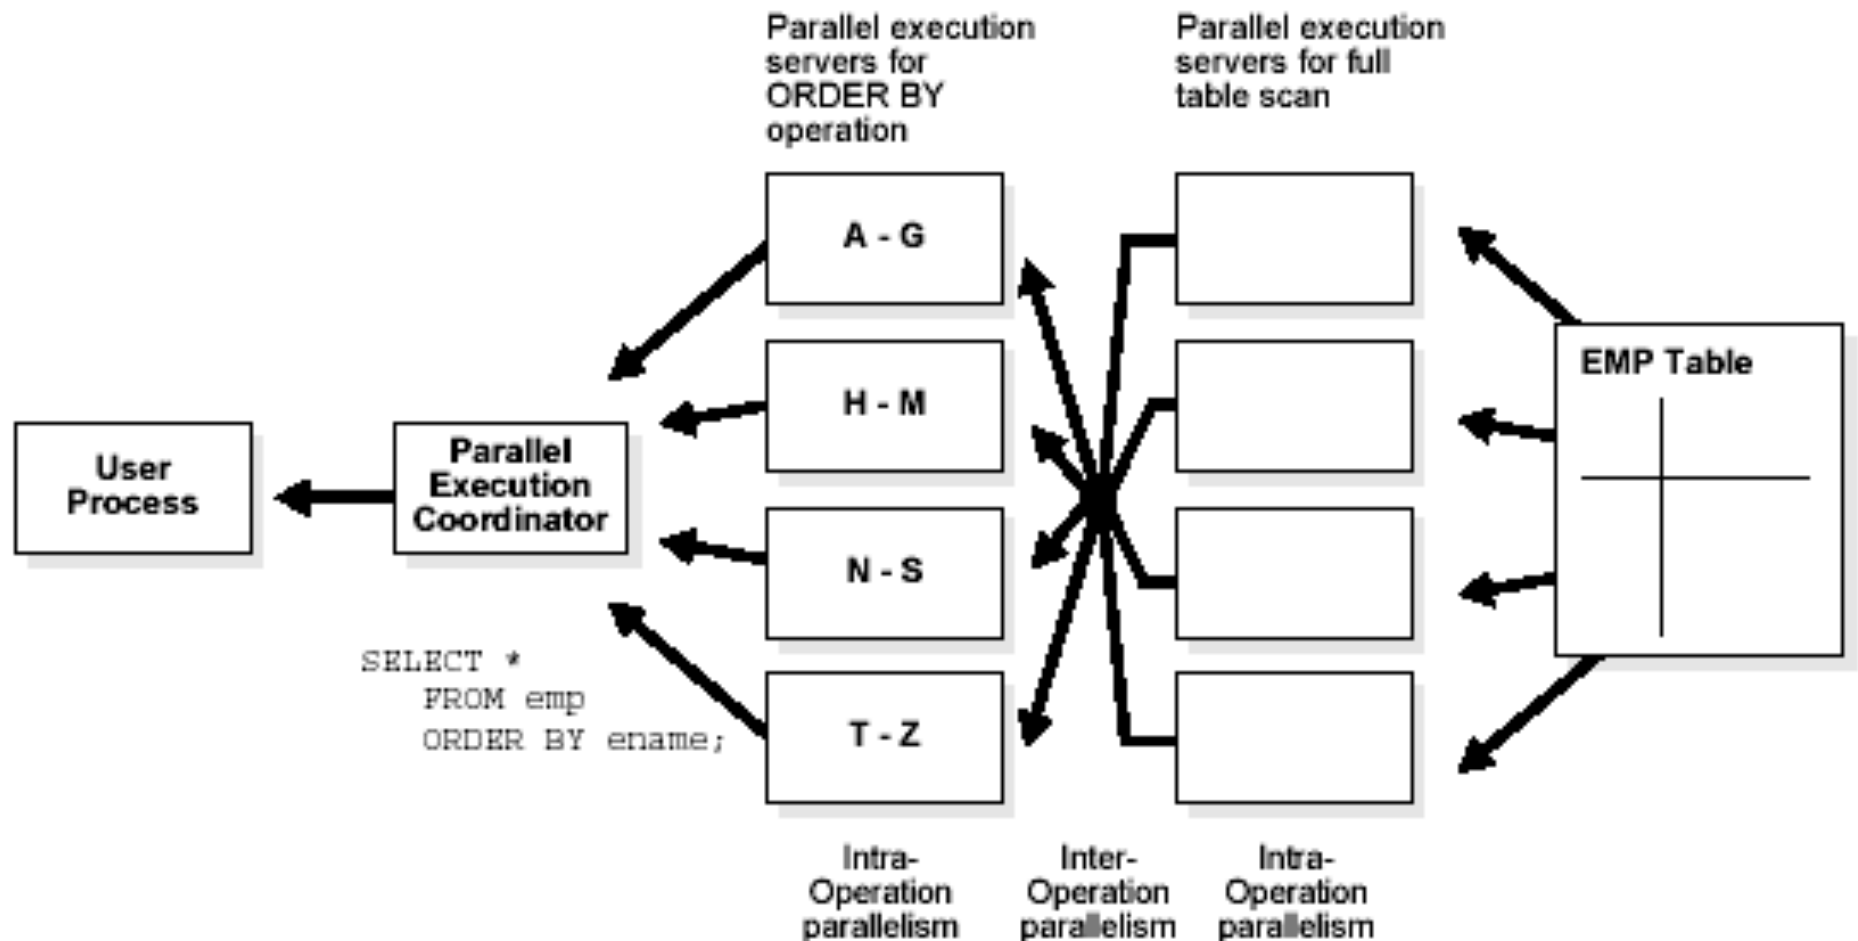 Parallel execution
servers for
ORDER BY
operation
Parallel execution
servers for full
table scan
A - G
H - M
N - S
T - Z
EMP Table
User
Process
Parallel
Execution
Coordinator
SELECT *
FROM emp
ORDER BY ename;
Intra-
Operation
parallelism
Inter-
Operation
parallelism
Intra-
Operation
parallelism